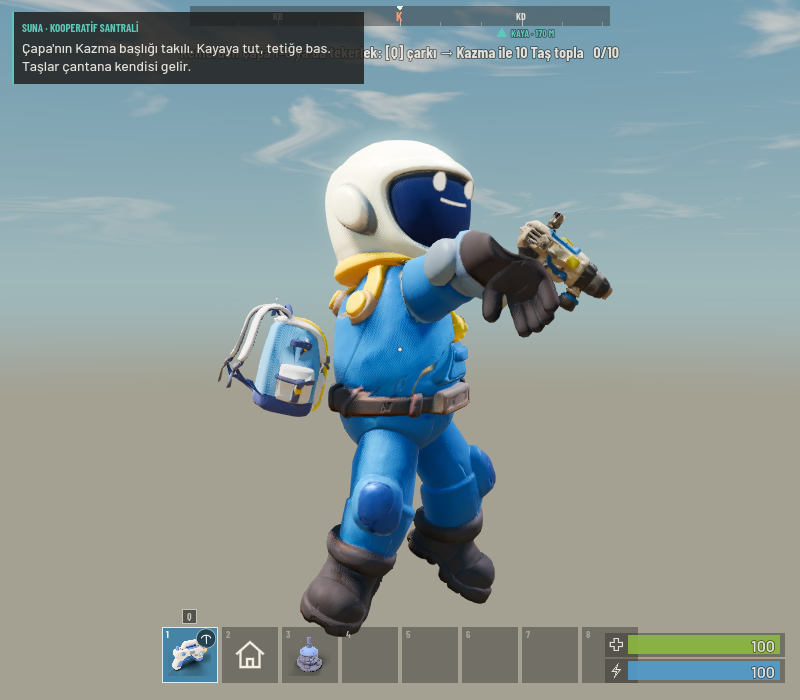 KB
K
KD
KAYA · 170 M
SUNA · KOOPERATİF SANTRALİ
Çapa'nın Kazma başlığı takılı. Kayaya tut, tetiğe bas.
Taşlar çantana kendisi gelir.
tekerlek: [Q] çarkı → Kazma ile 10 Taş topla 0/10
Q
1
2
3
4
5
6
7
8
100
100